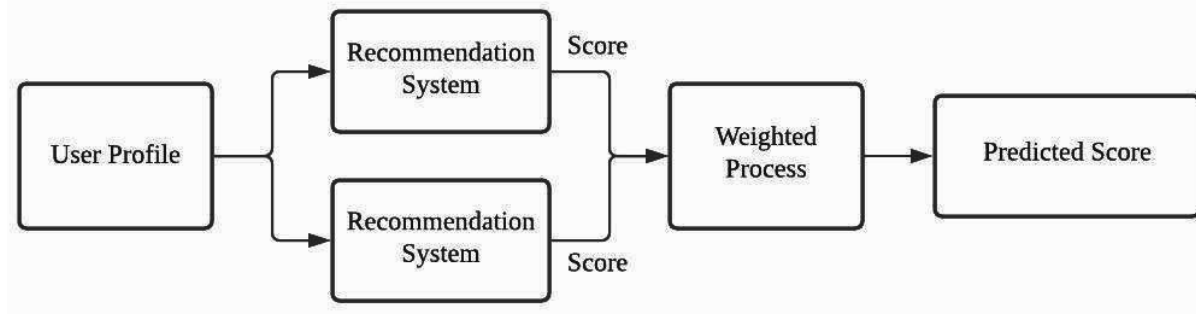 User Profile
Recommendation
System
Score
Recommendation
System
Score
Weighted
Process
Predicted Score